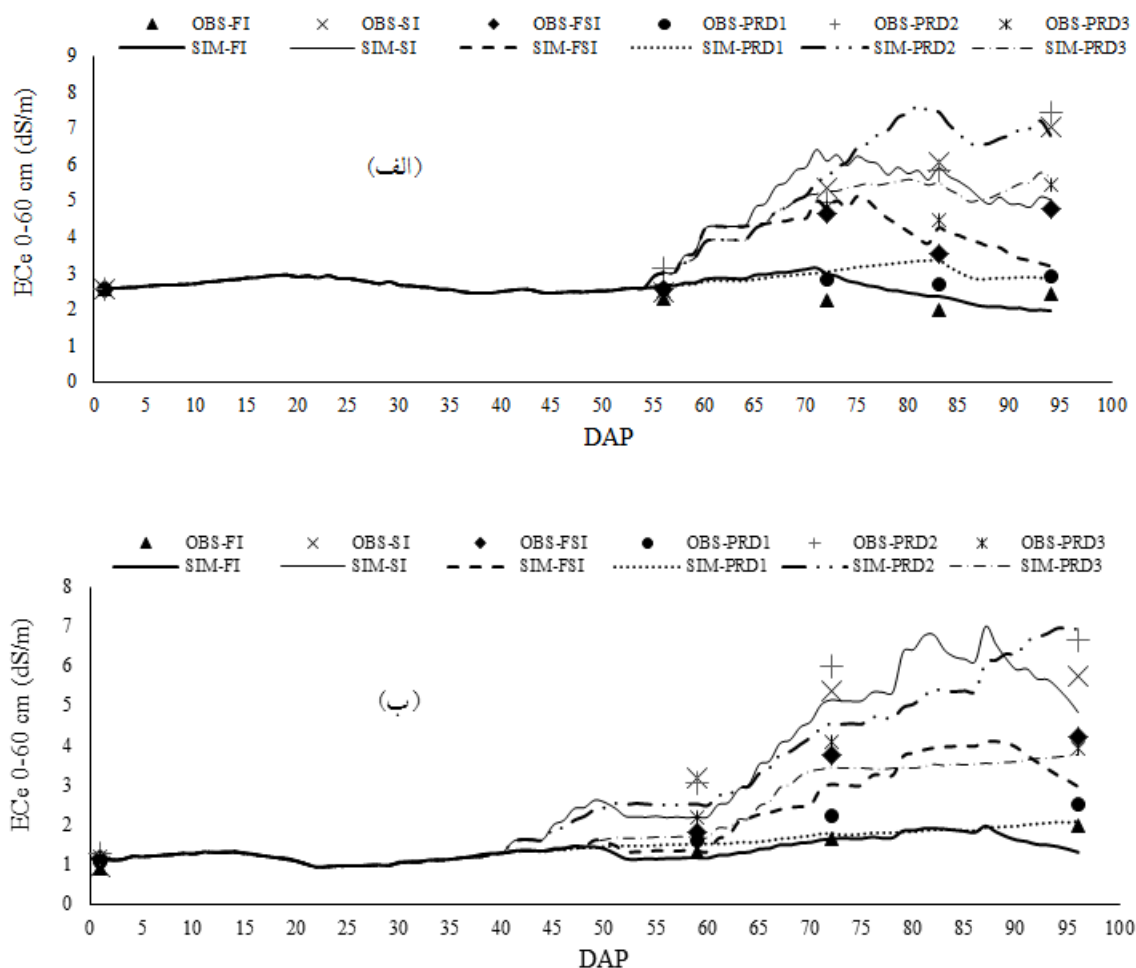 OBS-FI OBS-SI OBS-FSI OBS-PRD1 OBS-PRD2 OBS-PRD3
SIM-FI SIM-SI SIM-FSI SIM-PRD1 SIM-PRD2 SIM-PRD3
9
8
7
6
5
4
3
2
1
0
ECe 0-60 cm (dS/m)
(الف)
0 5 10 15 20 25 30 35 40 45 50 55 60 65 70 75 80 85 90 95 100
DAP
OBS-FI OBS-SI OBS-FSI OBS-PRD1 OBS-PRD2 OBS-PRD3
SIM-FI SIM-SI SIM-FSI SIM-PRD1 SIM-PRD2 SIM-PRD3
8
7
6
5
4
3
2
1
0
ECe 0-60 cm (dS/m)
(ب)
0 5 10 15 20 25 30 35 40 45 50 55 60 65 70 75 80 85 90 95 100
DAP